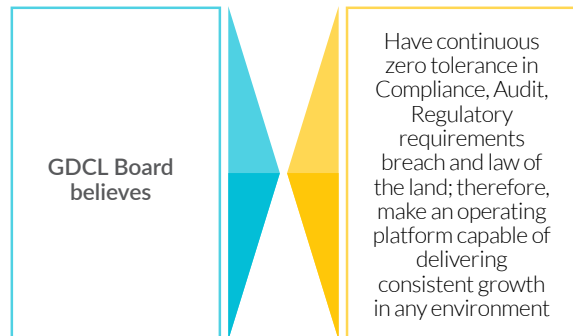 GDCL Board
believes
Have continuous
zero tolerance in
Compliance, Audit,
Regulatory
requirements
breach and law of
the land; therefore,
make an operating
platform capable of
delivering
consistent growth
in any environment